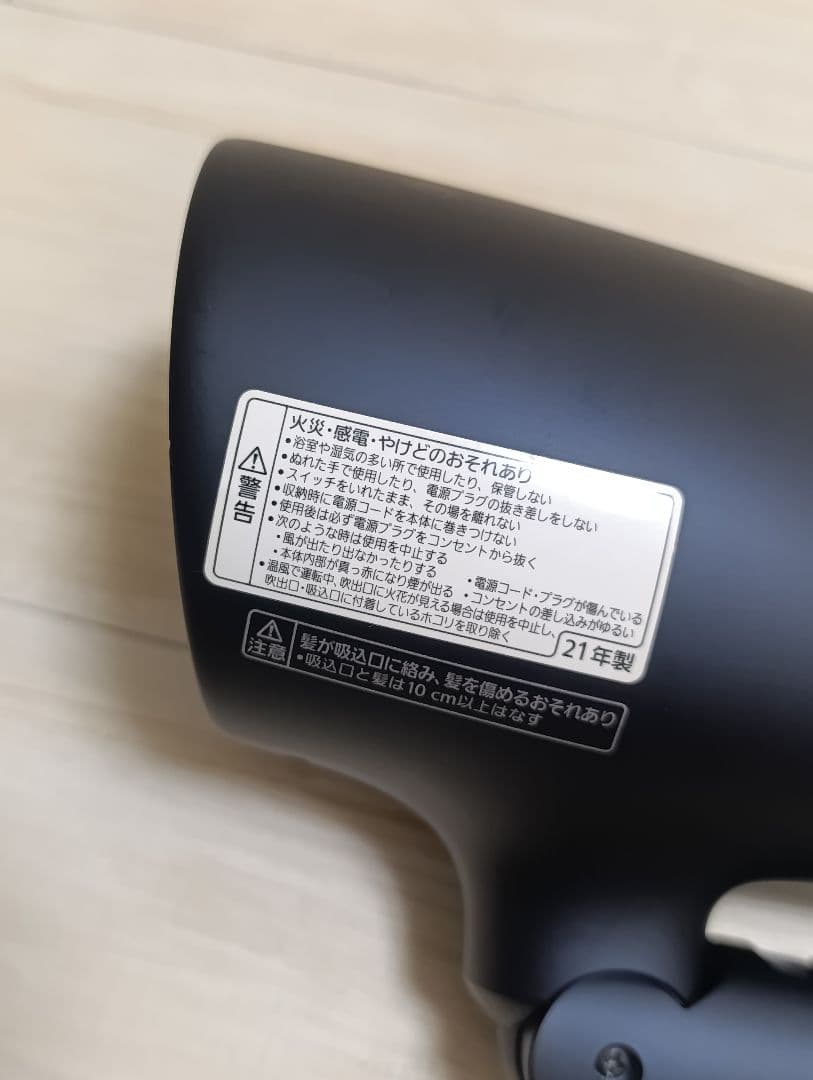 警告
火災・感電・やけどのおそれあり
•浴室や湿気の多い所で使用したり、保管しない
•ぬれた手で使用したり、電源プラグの抜き差しをしない
•スイッチをいれたまま、その場を離れない
•収納時に電源コードを本体に巻きつけない
•使用後は必ず電源プラグをコンセントから抜く
•次のような時は使用を中止する
・風が出たり出なかったりする
・電源コード・プラグが傷んでいる
・本体内部が真っ赤になり煙が出る
・コンセントの差し込みがゆるい
•温風で運転中、吹出口に火花が見える場合は使用を中止し、
吹出口・吸込口に付着しているホコリを取り除く
21年製
注意
髪が吸込口に絡み、髪を傷めるおそれあり
•吸込口と髪は10 cm以上はなす